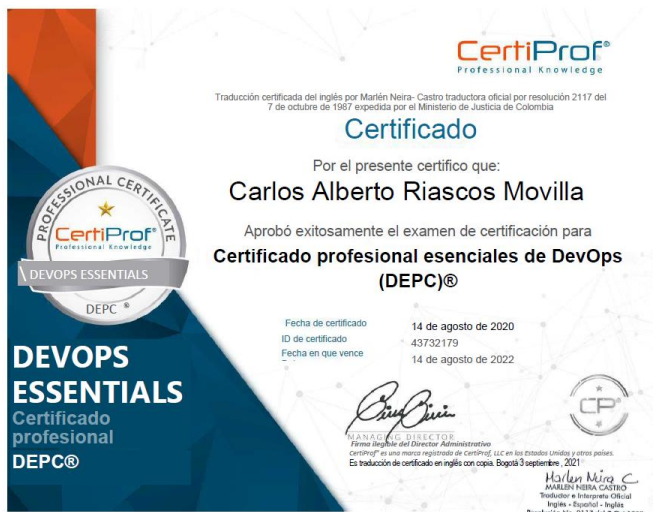 CertiProf®
Professional Knowledge
Traducción certificada del inglés por Marlén Neira- Castro traductora oficial por resolución 2117 del
7 de octubre de 1987 expedida por el Ministerio de Justicia de Colombia
Certificado
Por el presente certifico que:
Carlos Alberto Riascos Movilla
Aprobó exitosamente el examen de certificación para
Certificado profesional esenciales de DevOps
(DEPC)®
PROFESSIONAL CERTIFICATE
CertiProf®
Professional Knowledge
DEVOPS ESSENTIALS
DEPC ®
DEVOPS
ESSENTIALS
Certificado
profesional
DEPC®
Fecha de certificado 14 de agosto de 2020
ID de certificado 43732179
Fecha en que vence 14 de agosto de 2022
MANAGING DIRECTOR
Firma ilegible del Director Administrativo
CertiProf® es una marca registrada de CertiProf, LLC en los Estados Unidos y otros países.
Es traducción de certificado en inglés con copia. Bogotá 3 septiembre, 2021
CP
Marlen Neira C
MARLEN NEIRA CASTRO
Traductor e Interprete Oficial
Inglés - Español - Inglés